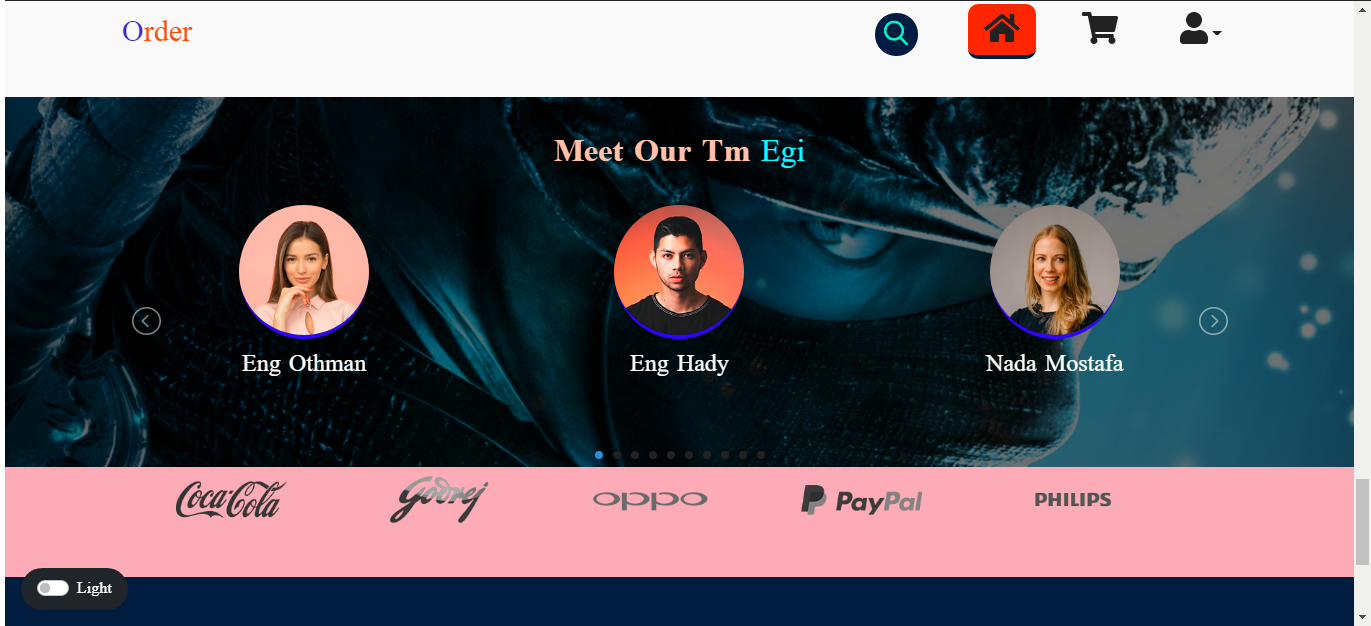 Order
Meet Our Tm Egi
Eng Othman
Eng Hady
Nada Mostafa
Coca-Cola
Godrej
oppo
PayPal
PHILIPS
Light